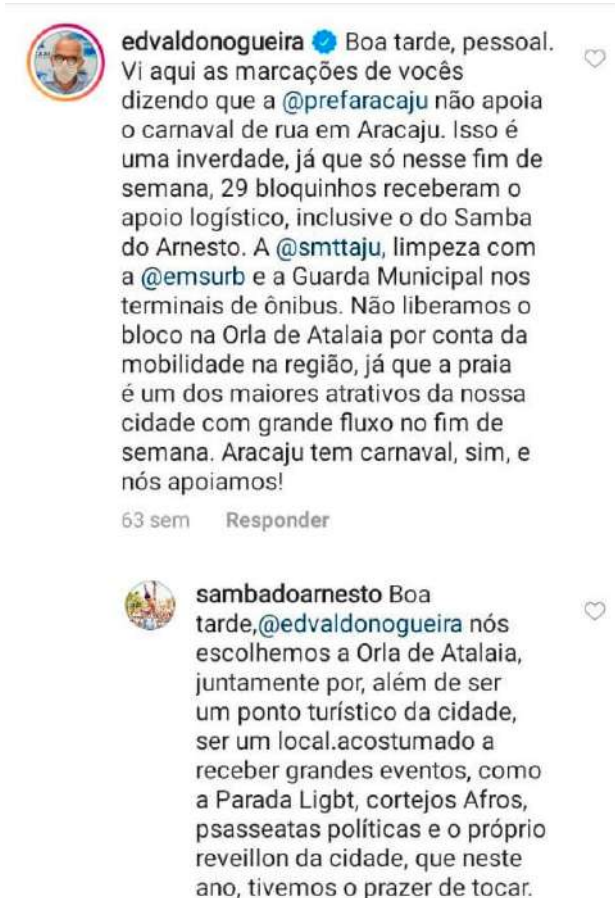 edvaldonogueira Boa tarde, pessoal.
Vi aqui as marcações de vocês
dizendo que a @prefaracaju não apoia
o carnaval de rua em Aracaju. Isso é
uma inverdade, já que só nesse fim de
semana, 29 bloquinhos receberam o
apoio logístico, inclusive o do Samba
do Arnesto. A @smttaju, limpeza com
a @emsurb e a Guarda Municipal nos
terminais de ônibus. Não liberamos o
bloco na Orla de Atalaia por conta da
mobilidade na região, já que a praia
é um dos maiores atrativos da nossa
cidade com grande fluxo no fim de
semana. Aracaju tem carnaval, sim, e
nós apoiamos!
63 sem Responder
sambadoarnesto Boa
tarde,@edvaldonogueira nós
escolhemos a Orla de Atalaia,
juntamente por, além de ser
um ponto turístico da cidade,
ser um local.acostumado a
receber grandes eventos, como
a Parada Ligbt, cortejos Afros,
psasseatas políticas e o próprio
reveillon da cidade, que neste
ano, tivemos o prazer de tocar.